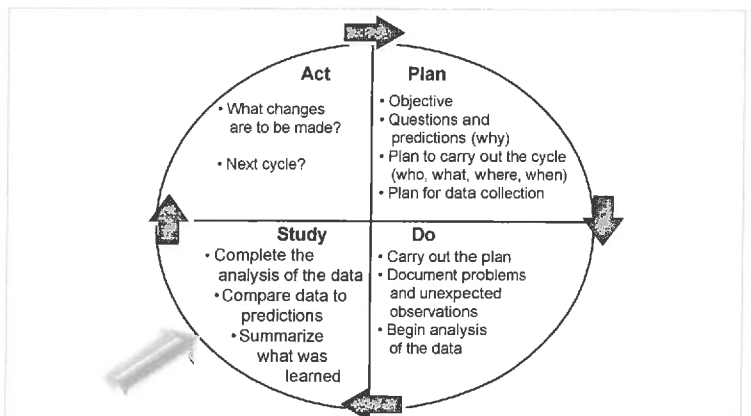 Act
• What changes
are to be made?
• Next cycle?
Plan
• Objective
• Questions and
predictions (why)
• Plan to carry out the cycle
(who, what, where, when)
• Plan for data collection
Study
• Complete the
analysis of the data
• Compare data to
predictions
• Summarize
what was
learned
Do
• Carry out the plan
• Document problems
and unexpected
observations
• Begin analysis
of the data